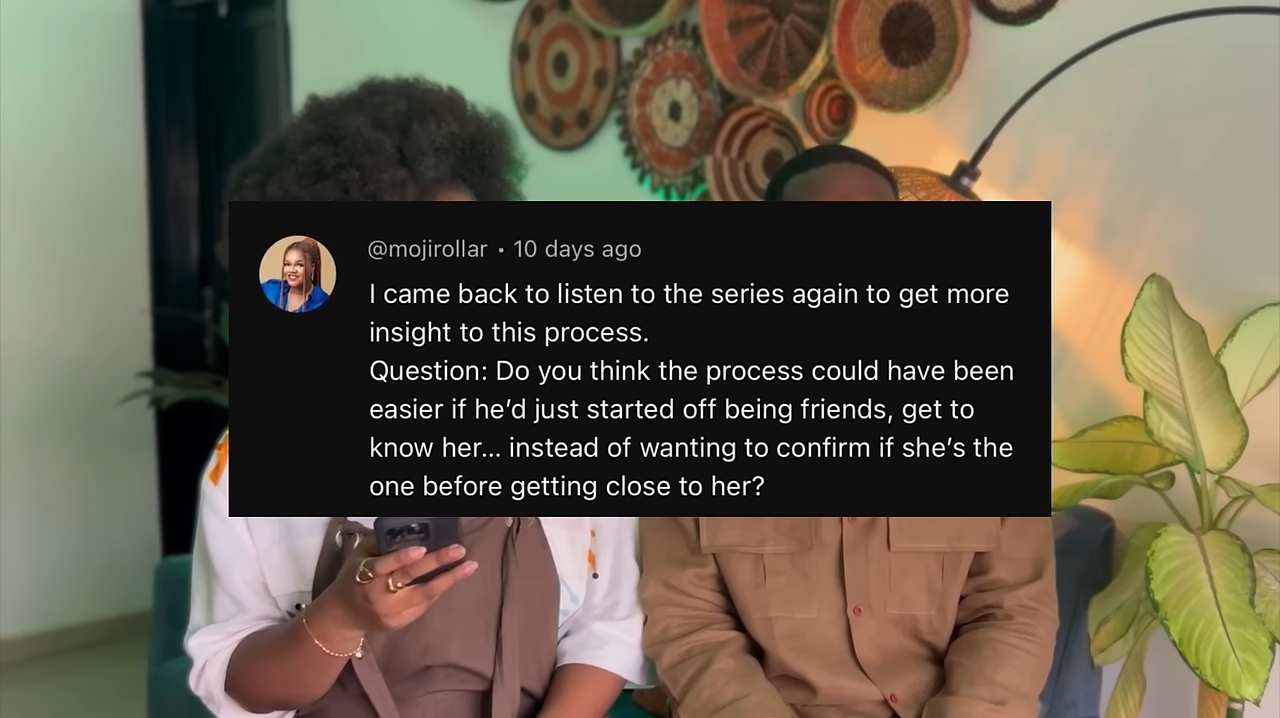 @mojirollar • 10 days ago
I came back to listen to the series again to get more
insight to this process.
Question: Do you think the process could have been
easier if he’d just started off being friends, get to
know her... instead of wanting to confirm if she’s the
one before getting close to her?